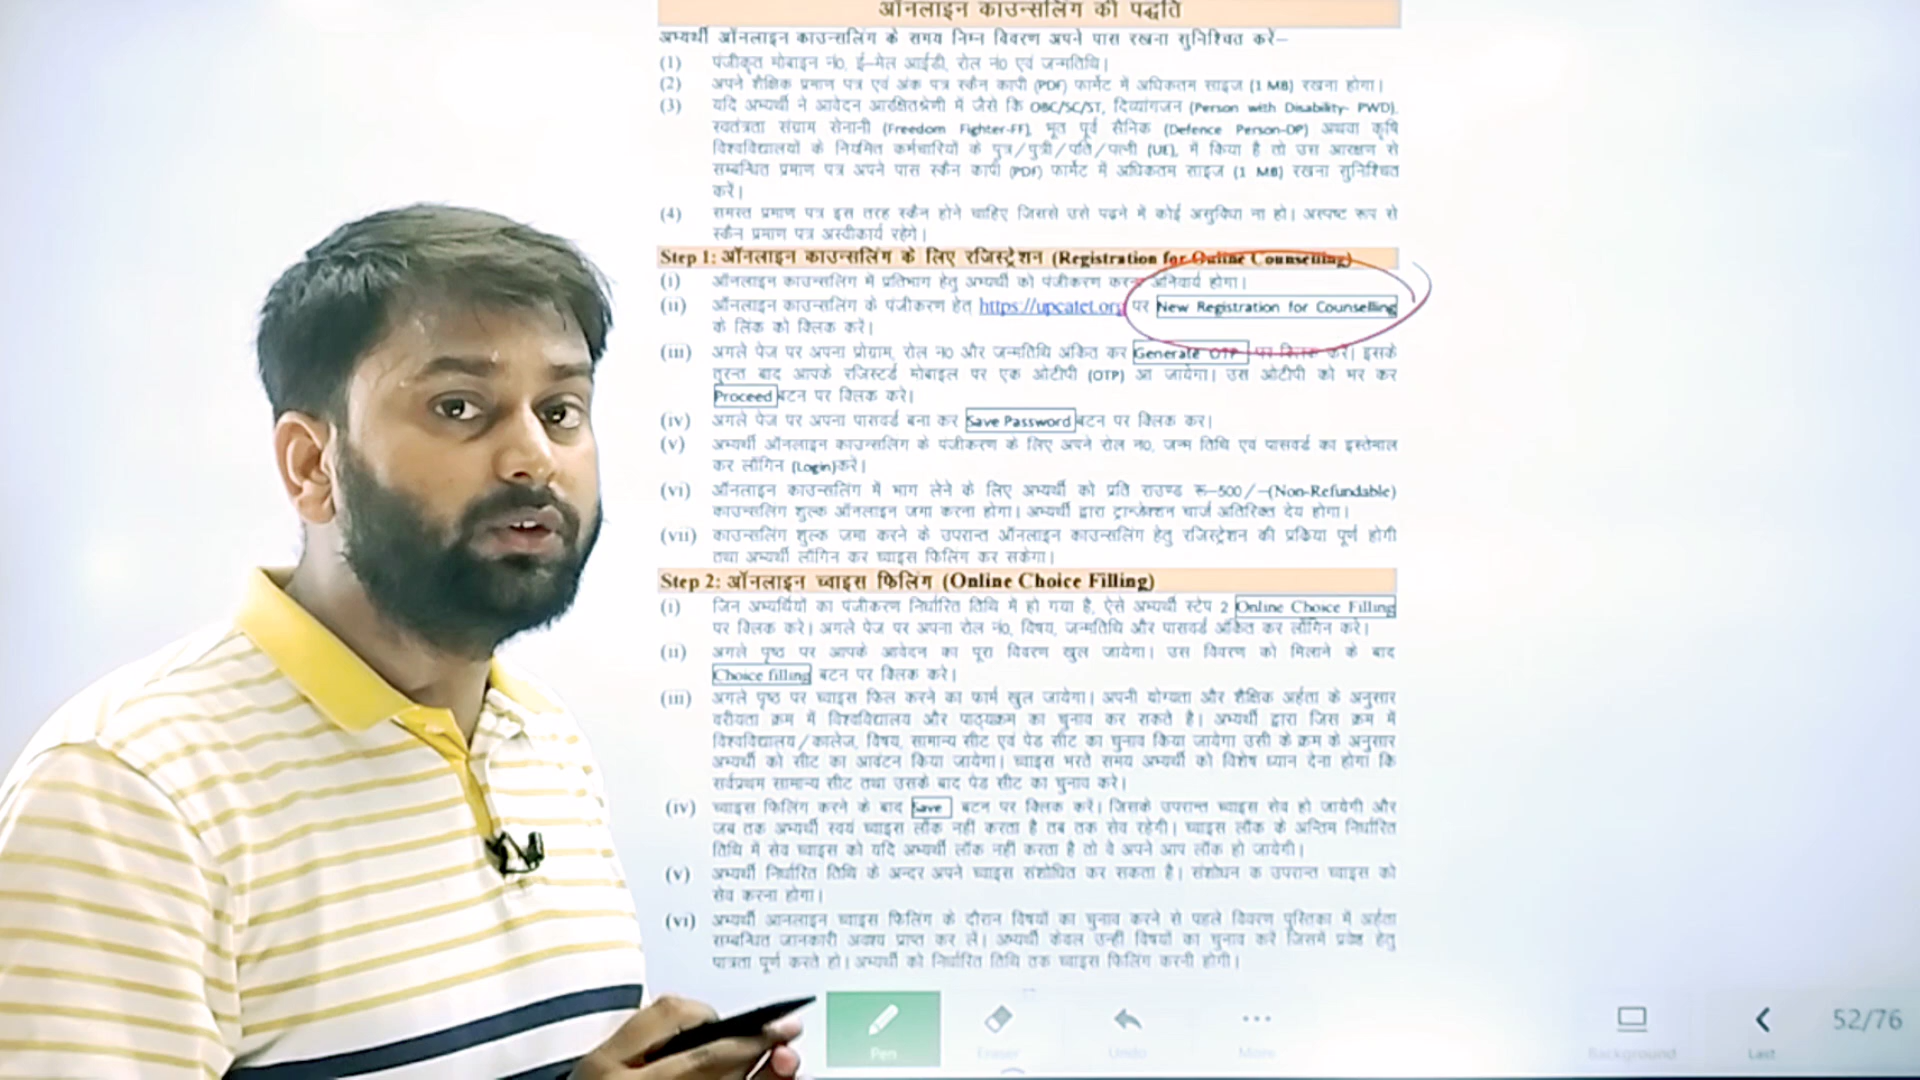 ऑनलाइन काउन्सलिंग की पद्धति
अभ्यर्थी ऑनलाइन काउन्सलिंग के समय निम्न विवरण अपने पास रखना सुनिश्चित करें–
(1) पंजीकृत मोबाइन नं0, ई–मेल आईडी, रोल नं0 एवं जन्मतिथि।
(2) अपने शैक्षिक प्रमाण पत्र एवं अंक पत्र स्कैन कापी (PDF) फार्मेट में अधिकतम साइज (1 MB) रखना होगा।
(3) यदि अभ्यर्थी ने आवेदन आरक्षितश्रेणी में जैसे कि OBC/SC/ST, दिव्यांगजन (Person with Disability- PWD),
स्वतंत्रता संग्राम सेनानी (Freedom Fighter-FF), भूत पूर्व सैनिक (Defence Person-DP) अथवा कृषि
विश्वविद्यालयों के नियमित कर्मचारियों के पुत्र/पुत्री/पति/पत्नी (UE), में किया है तो उस आरक्षण से
सम्बन्धित प्रमाण पत्र अपने पास स्कैन कापी (PDF) फार्मेट में अधिकतम साइज (1 MB) रखना सुनिश्चित
करें।
(4) समस्त प्रमाण पत्र इस तरह स्कैन होने चाहिए जिससे उसे पढ़ने में कोई असुविधा ना हो। अस्पष्ट रूप से
स्कैन प्रमाण पत्र अस्वीकार्य रहेंगे।
Step 1: ऑनलाइन काउन्सलिंग के लिए रजिस्ट्रेशन (Registration for Online Counselling)
(i) ऑनलाइन काउन्सलिंग में प्रतिभाग हेतु अभ्यर्थी को पंजीकरण करना अनिवार्य होगा।
(ii) ऑनलाइन काउन्सलिंग के पंजीकरण हेतु https://upcatet.org पर New Registration for Counselling
के लिंक को क्लिक करें।
(iii) अगले पेज पर अपना प्रोग्राम, रोल न0 और जन्मतिथि अंकित कर Generate OTP पर क्लिक करें। इसके
तुरन्त बाद आपके रजिस्टर्ड मोबाइल पर एक ओटीपी (OTP) आ जायेगा। उस ओटीपी को भर कर
Proceed बटन पर क्लिक करे।
(iv) अगले पेज पर अपना पासवर्ड बना कर Save Password बटन पर क्लिक कर।
(v) अभ्यर्थी ऑनलाइन काउन्सलिंग के पंजीकरण के लिए अपने रोल न0, जन्म तिथि एवं पासवर्ड का इस्तेमाल
कर लॉगिन (Login)करें।
(vi) ऑनलाइन काउन्सलिंग में भाग लेने के लिए अभ्यर्थी को प्रति राउण्ड रू–500/–(Non-Refundable)
काउन्सलिंग शुल्क ऑनलाइन जमा करना होगा। अभ्यर्थी द्वारा ट्रान्जेक्शन चार्ज अतिरिक्त देय होगा।
(vii) काउन्सलिंग शुल्क जमा करने के उपरान्त ऑनलाइन काउन्सलिंग हेतु रजिस्ट्रेशन की प्रकिया पूर्ण होगी
तथा अभ्यर्थी लॉगिन कर च्वाइस फिलिंग कर सकेगा।
Step 2: ऑनलाइन च्वाइस फिलिंग (Online Choice Filling)
(i) जिन अभ्यर्थियों का पंजीकरण निर्धारित तिथि में हो गया है, ऐसे अभ्यर्थी स्टेप 2 Online Choice Filling
पर क्लिक करे। अगले पेज पर अपना रोल नं0, विषय, जन्मतिथि और पासवर्ड अंकित कर लॉगिन करे।
(ii) अगले पृष्ठ पर आपके आवेदन का पूरा विवरण खुल जायेगा। उस विवरण को मिलाने के बाद
Choice filling बटन पर क्लिक करे।
(iii) अगले पृष्ठ पर च्वाइस फिल करने का फार्म खुल जायेगा। अपनी योग्यता और शैक्षिक अर्हता के अनुसार
वरीयता क्रम में विश्वविद्यालय और पाठ्यक्रम का चुनाव कर सकते है। अभ्यर्थी द्वारा जिस क्रम में
विश्वविद्यालय/कालेज, विषय, सामान्य सीट एवं पेड सीट का चुनाव किया जायेगा उसी के क्रम के अनुसार
अभ्यर्थी को सीट का आवंटन किया जायेगा। च्वाइस भरते समय अभ्यर्थी को विशेष ध्यान देना होगा कि
सर्वप्रथम सामान्य सीट तथा उसके बाद पेड सीट का चुनाव करे।
(iv) च्वाइस फिलिंग करने के बाद Save बटन पर क्लिक करें। जिसके उपरान्त च्वाइस सेव हो जायेगी और
जब तक अभ्यर्थी स्वयं च्वाइस लॉक नहीं करता है तब तक सेव रहेगी। च्वाइस लॉक के अन्तिम निर्धारित
तिथि में सेव च्वाइस को यदि अभ्यर्थी लॉक नहीं करता है तो वे अपने आप लॉक हो जायेगी।
(v) अभ्यर्थी निर्धारित तिथि के अन्दर अपने च्वाइस संशोधित कर सकता है। संशोधन क उपरान्त च्वाइस को
सेव करना होगा।
(vi) अभ्यर्थी आनलाइन च्वाइस फिलिंग के दौरान विषयों का चुनाव करने से पहले विवरण पुस्तिका में अर्हता
सम्बन्धित जानकारी अवश्य प्राप्त कर लें। अभ्यर्थी केवल उन्हीं विषयों का चुनाव करें जिसमें प्रवेश हेतु
पात्रता पूर्ण करते हो। अभ्यर्थी को निर्धारित तिथि तक च्वाइस फिलिंग करनी होगी।
Pen Eraser Undo More Background Last 52/76